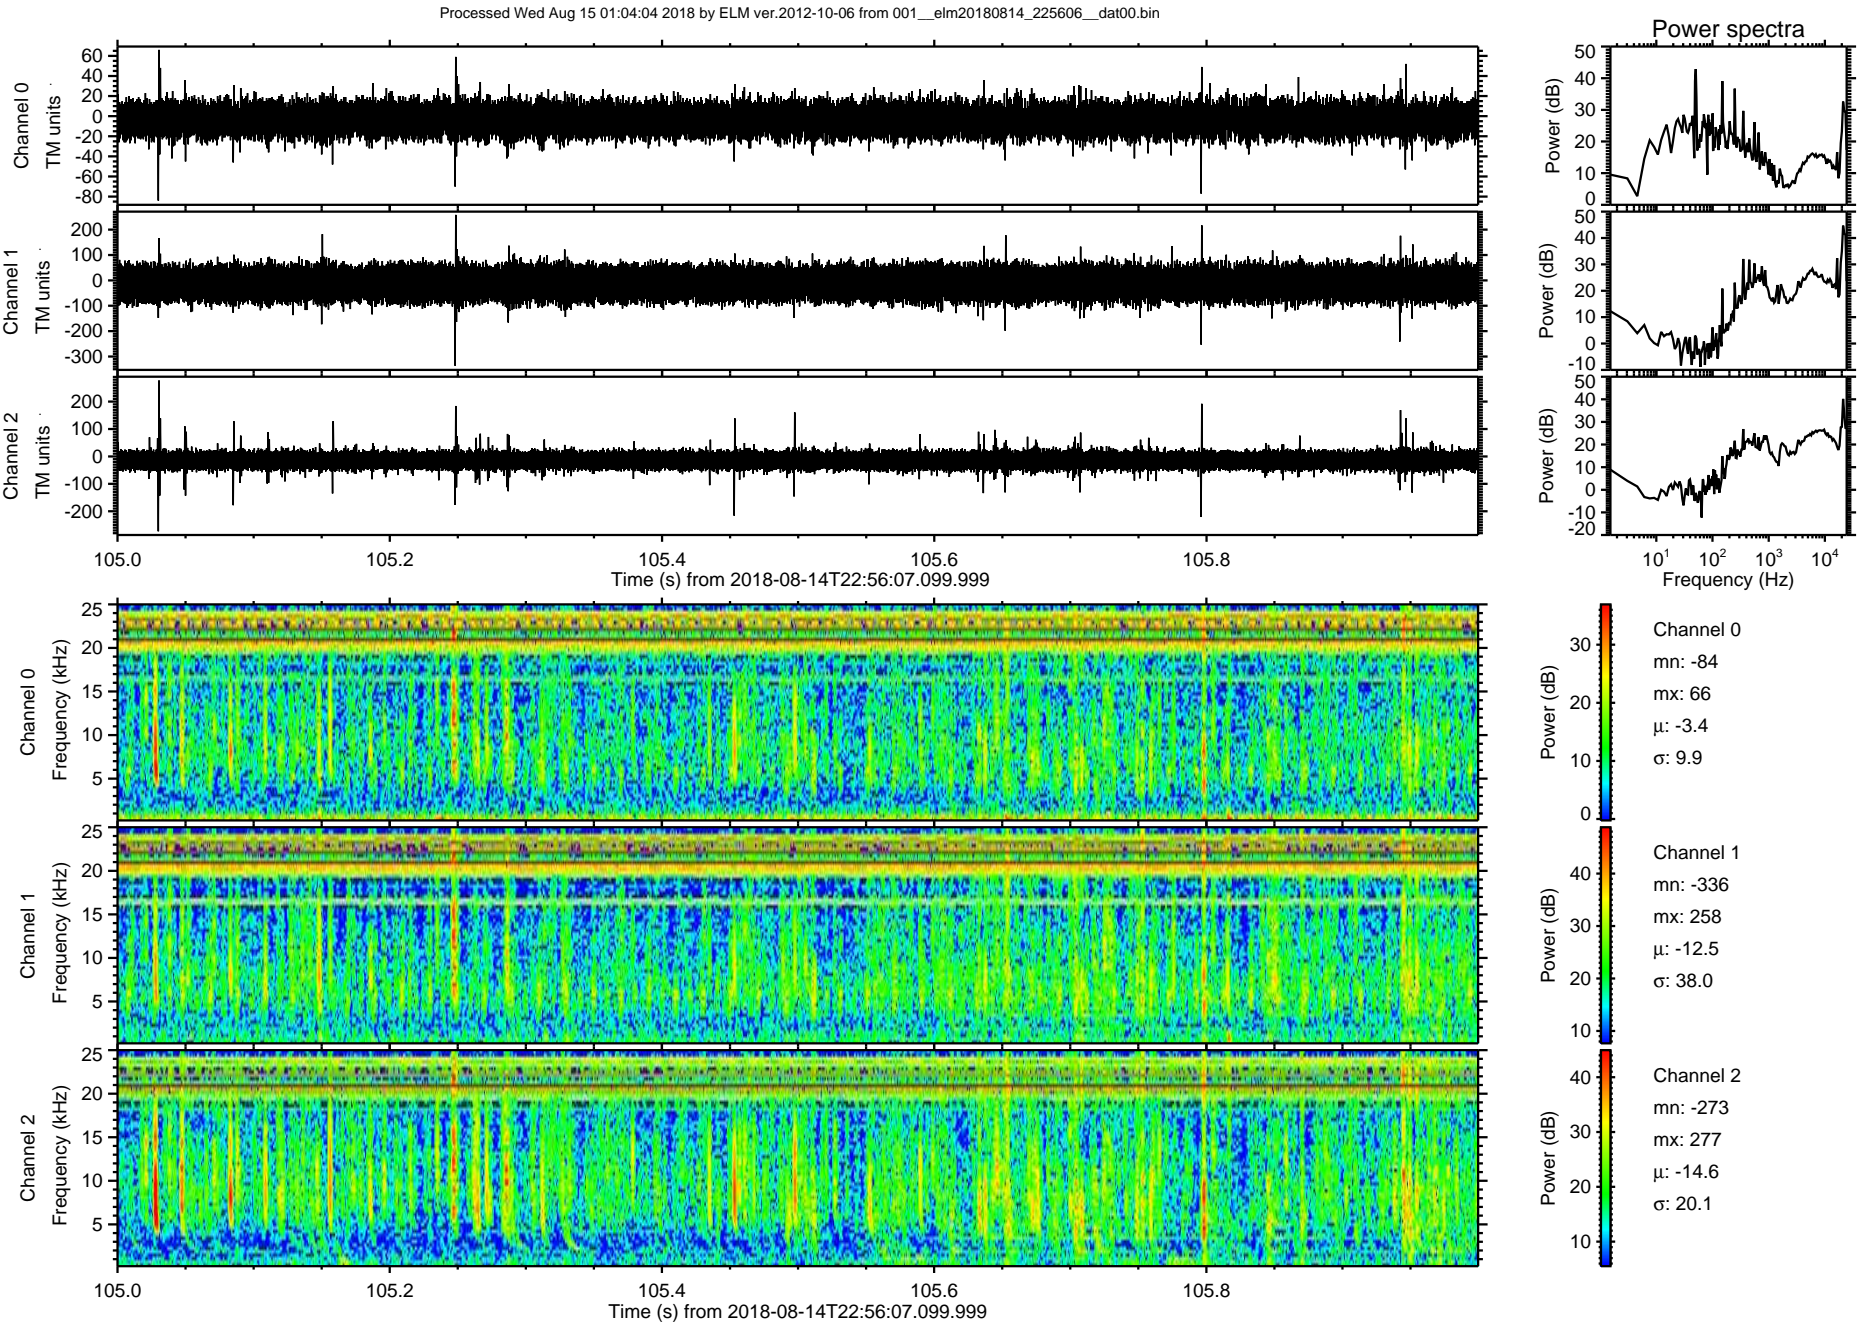 Processed Wed Aug 15 01:04:04 2018 by ELM ver.2012-10-06 from 001__elm20180814_225606__dat00.bin
Power spectra
Channel 0
TM units
60
40
20
0
-20
-40
-60
-80
Power (dB)
50
40
30
20
10
0
Channel 1
TM units
200
100
0
-100
-200
-300
Power (dB)
50
40
30
20
10
0
-10
Channel 2
TM units
200
100
0
-100
-200
Power (dB)
50
40
30
20
10
0
-10
-20
105.0 105.2 105.4 105.6 105.8
Time (s) from 2018-08-14T22:56:07.099.999
10^1 10^2 10^3 10^4
Frequency (Hz)
Channel 0
Frequency (kHz)
25
20
15
10
5
Power (dB)
30
20
10
0
Channel 0
mn: -84
mx: 66
μ: -3.4
σ: 9.9
Channel 1
Frequency (kHz)
25
20
15
10
5
Power (dB)
40
30
20
10
Channel 1
mn: -336
mx: 258
μ: -12.5
σ: 38.0
Channel 2
Frequency (kHz)
25
20
15
10
5
Power (dB)
40
30
20
10
Channel 2
mn: -273
mx: 277
μ: -14.6
σ: 20.1
105.0 105.2 105.4 105.6 105.8
Time (s) from 2018-08-14T22:56:07.099.999